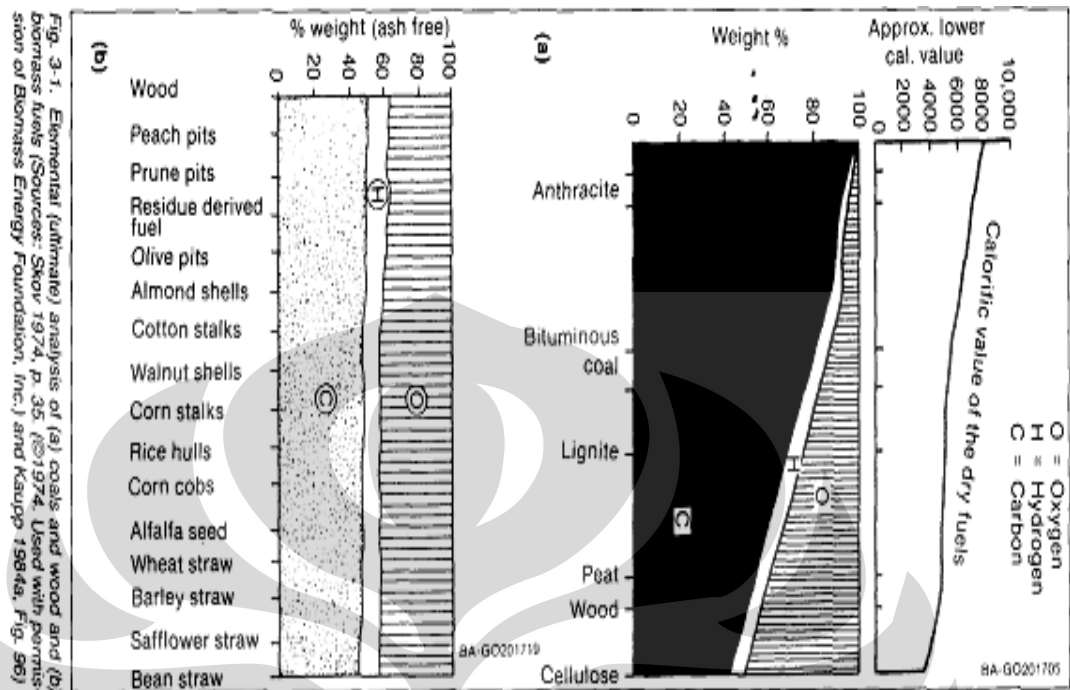 O = Oxygen
H = Hydrogen
C = Carbon
Approx. lower
cal. value
10,000
8000
6000
4000
2000
0
Calorific value of the dry fuels
BA-GO201705
Weight %
100
80
60
40
20
0
O
H
C
Anthracite
Bituminous
coal
Lignite
Peat
Wood
Cellulose
(a)
% weight (ash free)
100
80
60
40
20
0
H
O
C
Wood
Peach pits
Prune pits
Residue derived
fuel
Olive pits
Almond shells
Cotton stalks
Walnut shells
Corn stalks
Rice hulls
Corn cobs
Alfalfa seed
Wheat straw
Barley straw
Safflower straw
Bean straw
BA-GO201719
(b)
Fig. 3-1. Elemental (ultimate) analysis of (a) coals and wood and (b)
biomass fuels (Sources: Skov 1974, p. 35. (©1974. Used with permis-
sion of Biomass Energy Foundation, Inc.) and Kaupp 1984a, Fig. 96)